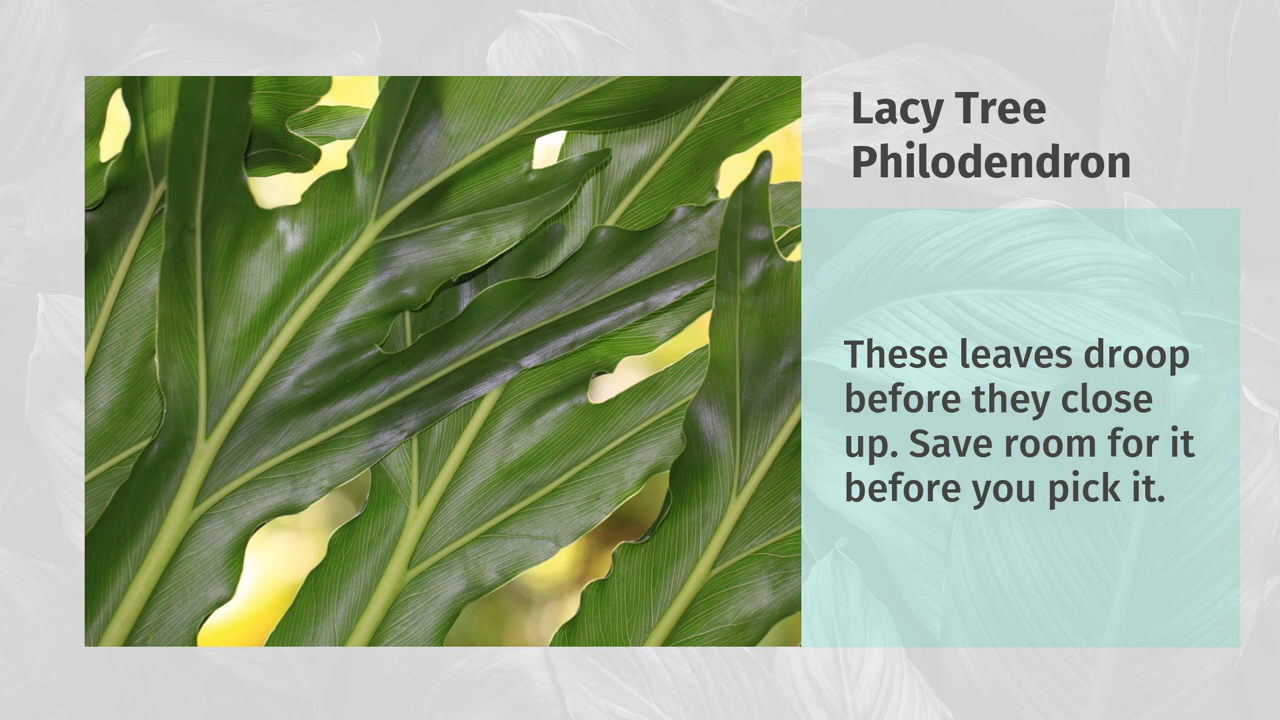 Lacy Tree
Philodendron
These leaves droop
before they close
up. Save room for it
before you pick it.